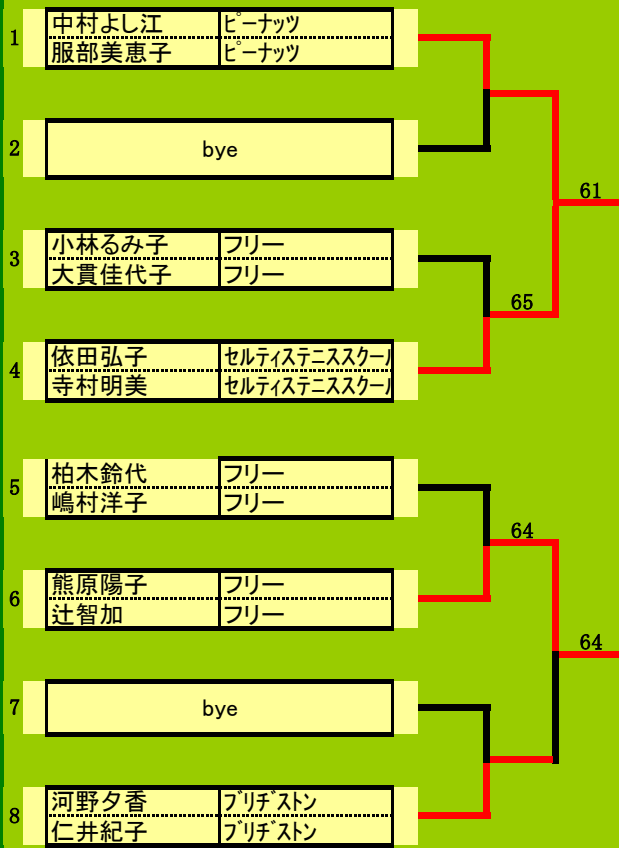 1 中村よし江 ピーナッツ
服部美恵子 ピーナッツ
2 bye
61
3 小林るみ子 フリー
大貫佳代子 フリー
65
4 依田弘子 セルティステニススクール
寺村明美 セルティステニススクール
5 柏木鈴代 フリー
嶋村洋子 フリー
64
6 熊原陽子 フリー
辻智加 フリー
64
7 bye
8 河野夕香 ブリヂストン
仁井紀子 ブリヂストン